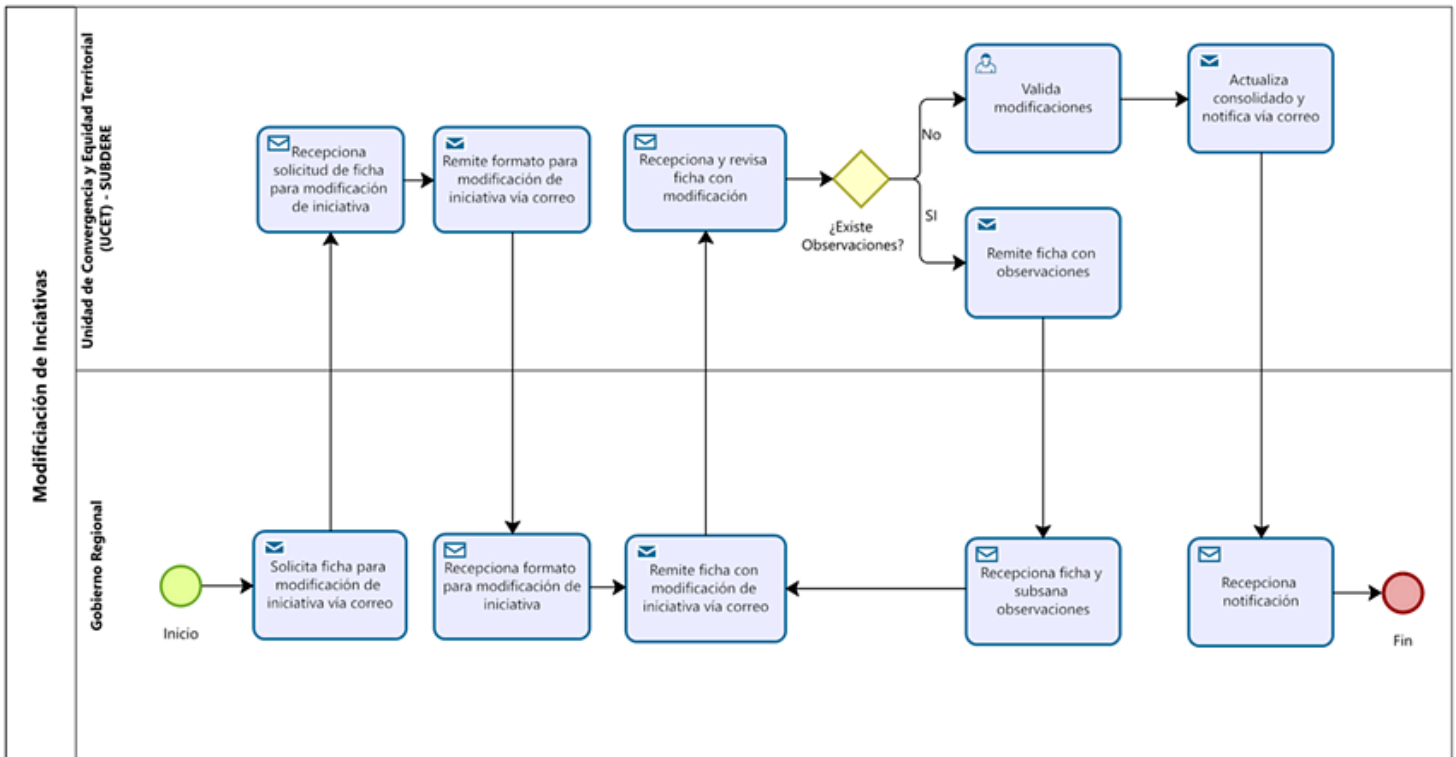 Modificiación de Inciativas
Unidad de Convergencia y Equidad Territorial
(UCET) - SUBDERE
Recepciona
solicitud de ficha
para modificación
de iniciativa
Remite formato para
modificación de
iniciativa vía correo
Recepciona y revisa
ficha con
modificación
¿Existe
Observaciones?
No
SI
Valida
modificaciones
Actualiza
consolidado y
notifica vía correo
Remite ficha con
observaciones
Gobierno Regional
Inicio
Solicita ficha para
modificación de
iniciativa vía correo
Recepciona formato
para modificación de
iniciativa
Remite ficha con
modificación de
iniciativa vía correo
Recepciona ficha y
subsana
observaciones
Recepciona
notificación
Fin